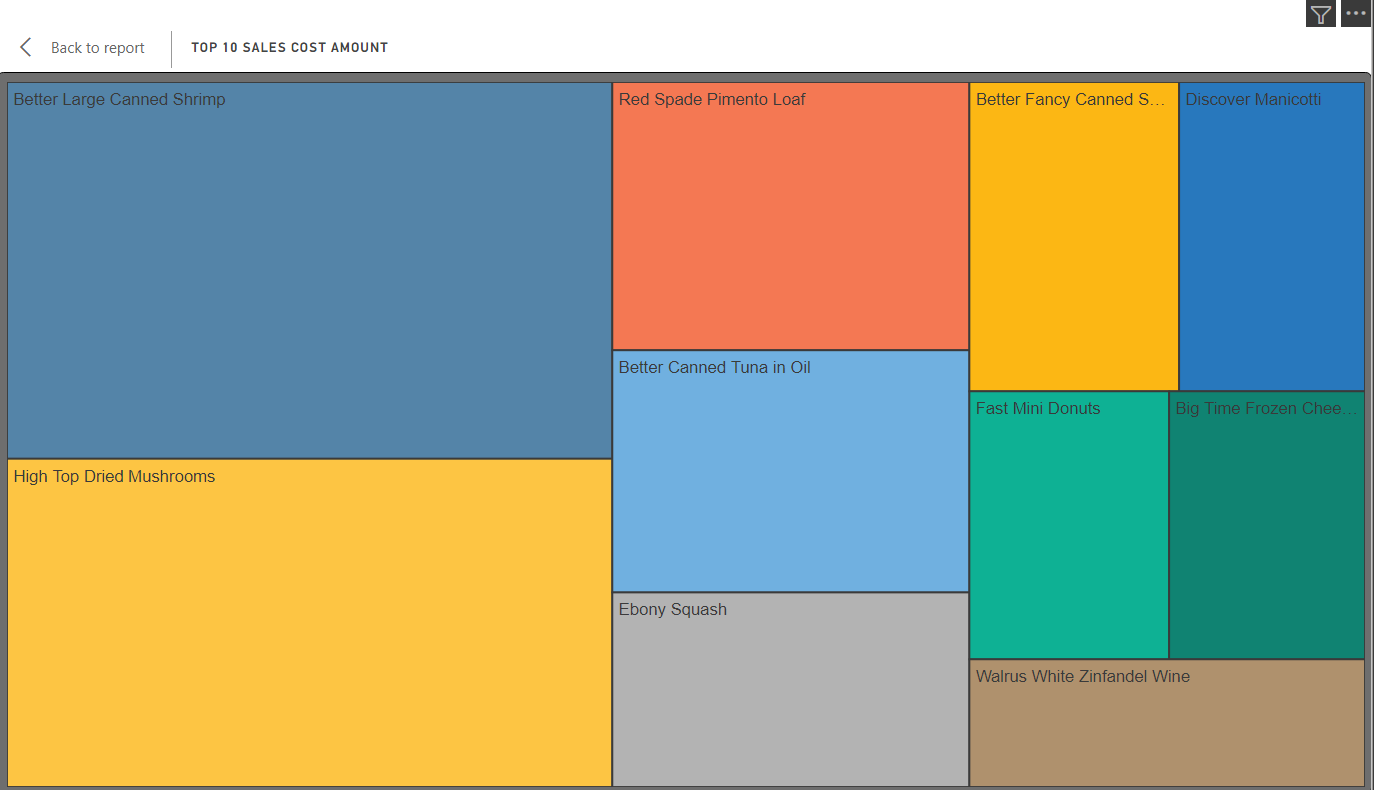 Back to report
TOP 10 SALES COST AMOUNT
Better Large Canned Shrimp
High Top Dried Mushrooms
Red Spade Pimento Loaf
Better Canned Tuna in Oil
Ebony Squash
Better Fancy Canned S...
Discover Manicotti
Fast Mini Donuts
Big Time Frozen Chee...
Walrus White Zinfandel Wine